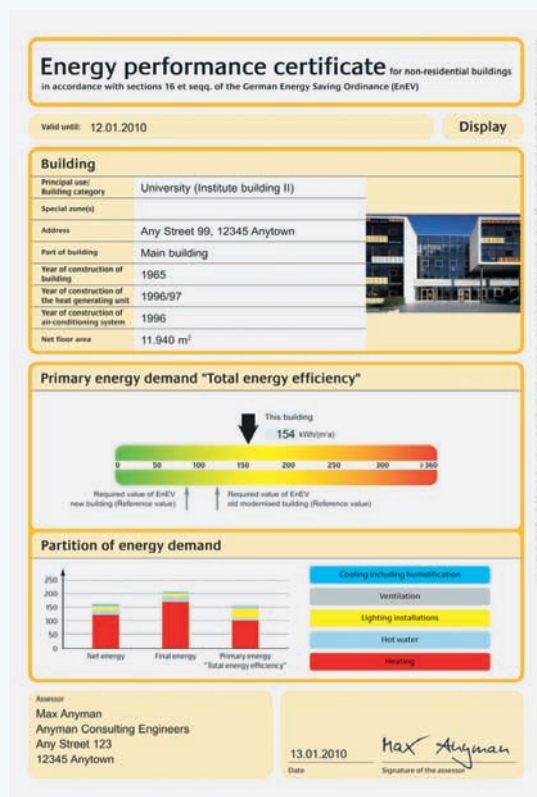 Energy performance certificate for non-residential buildings
in accordance with sections 16 et seqq. of the German Energy Saving Ordinance (EnEV)
Valid until: 12.01.2010
Display
Building
Principal use/
Building category
University (Institute building II)
Special zone(s)
Address
Any Street 99, 12345 Anytown
Part of building
Main building
Year of construction of
building
1965
Year of construction of
the heat generating unit
1996/97
Year of construction of
air-conditioning system
1996
Net floor area
11.940 m²
Primary energy demand "Total energy efficiency"
This building
154 kWh/(m²a)
0 50 100 150 200 250 300 ≥360
Required value of EnEV
new building (Reference value)
Required value of EnEV
old modernised building (Reference value)
Partition of energy demand
250
200
150
100
50
0
Net energy
Final energy
Primary energy
"Total energy efficiency"
Cooling including humidification
Ventilation
Lighting installations
Hot water
Heating
Assessor
Max Anyman
Anyman Consulting Engineers
Any Street 123
12345 Anytown
13.01.2010
Date
Max Anyman
Signature of the assessor